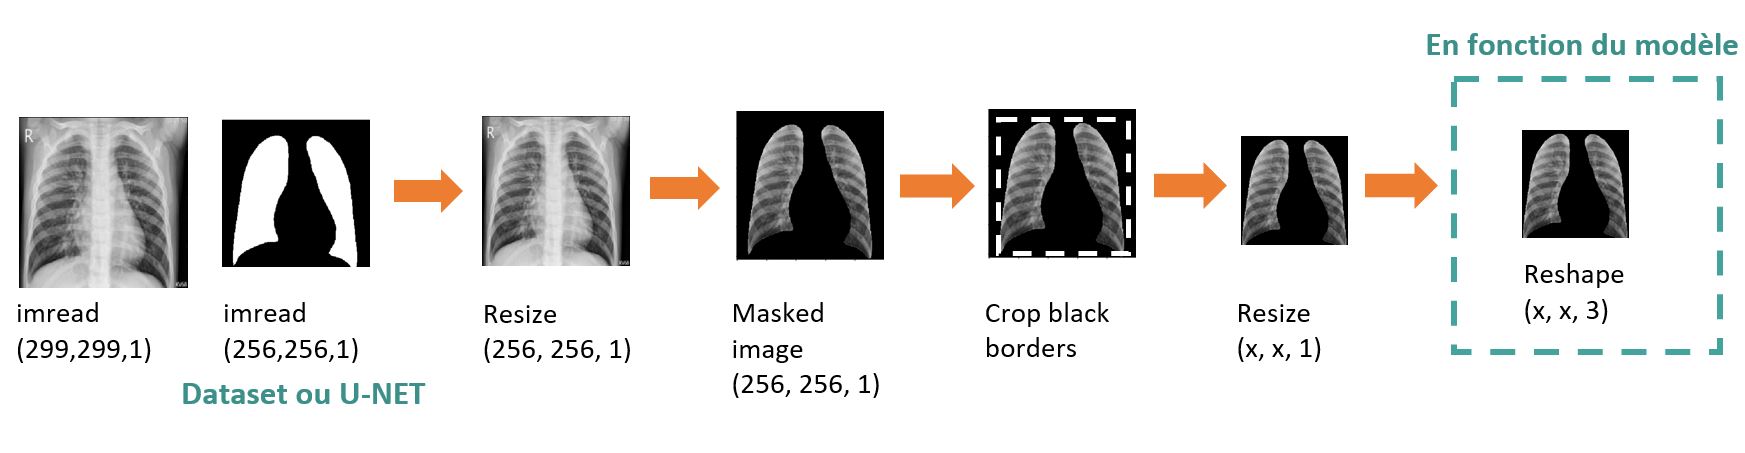 En fonction du modèle
R
R
imread
(299,299,1)
imread
(256,256,1)
Dataset ou U-NET
Resize
(256, 256, 1)
Masked
image
(256, 256, 1)
Crop black
borders
Resize
(x, x, 1)
Reshape
(x, x, 3)